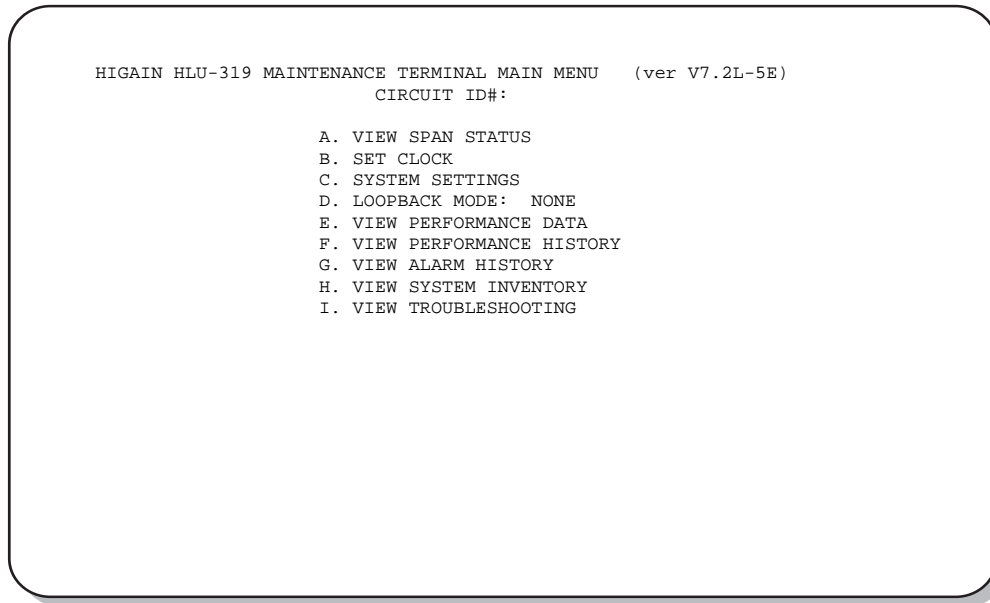 HIGAIN HLU-319 MAINTENANCE TERMINAL MAIN MENU (ver V7.2L-5E)
CIRCUIT ID#:
A. VIEW SPAN STATUS
B. SET CLOCK
C. SYSTEM SETTINGS
D. LOOPBACK MODE: NONE
E. VIEW PERFORMANCE DATA
F. VIEW PERFORMANCE HISTORY
G. VIEW ALARM HISTORY
H. VIEW SYSTEM INVENTORY
I. VIEW TROUBLESHOOTING